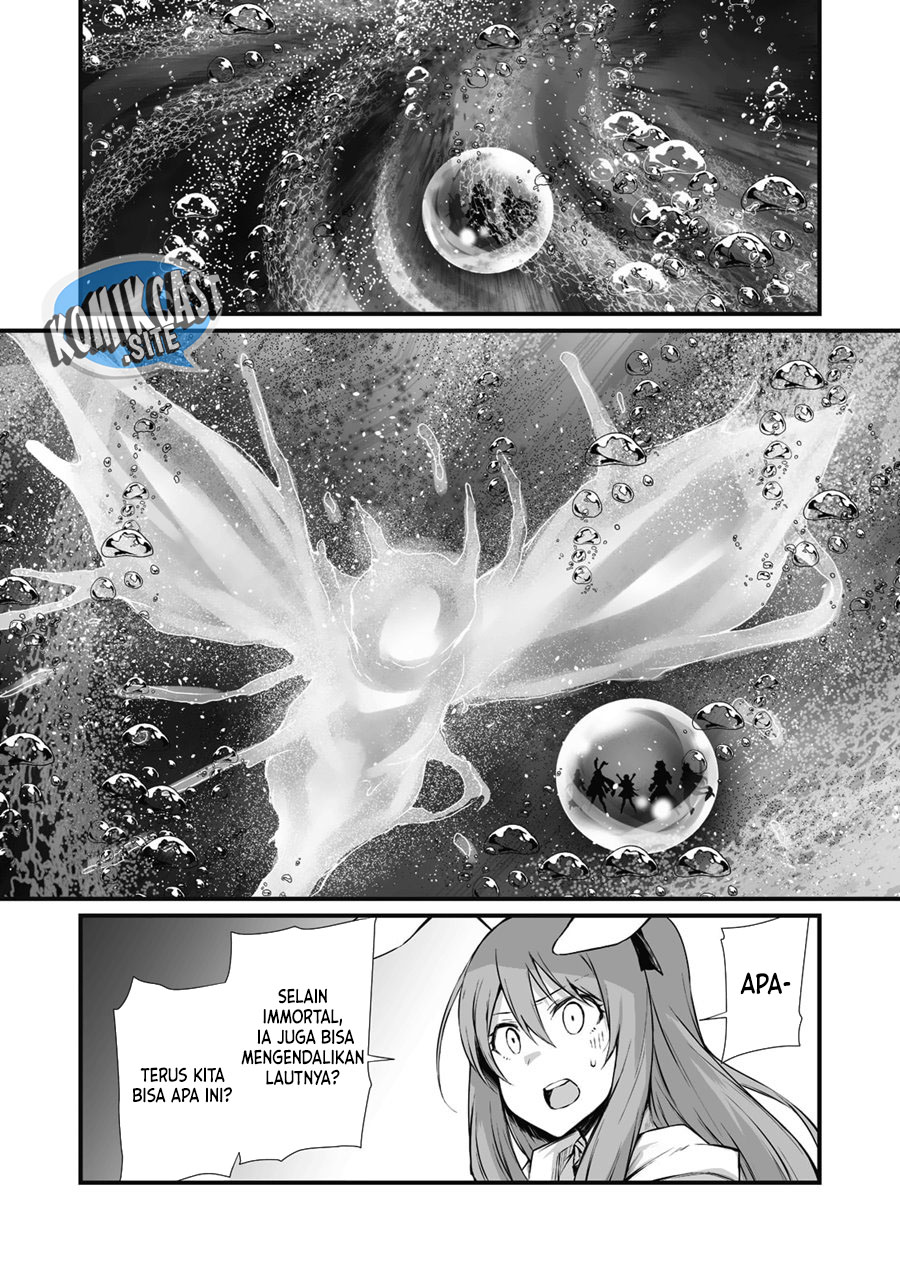 KOMIKCAST
.SITE
APA-
SELAIN
IMMORTAL,
IA JUGA BISA
MENGENDALIKAN
LAUTNYA?
TERUS KITA
BISA APA INI?